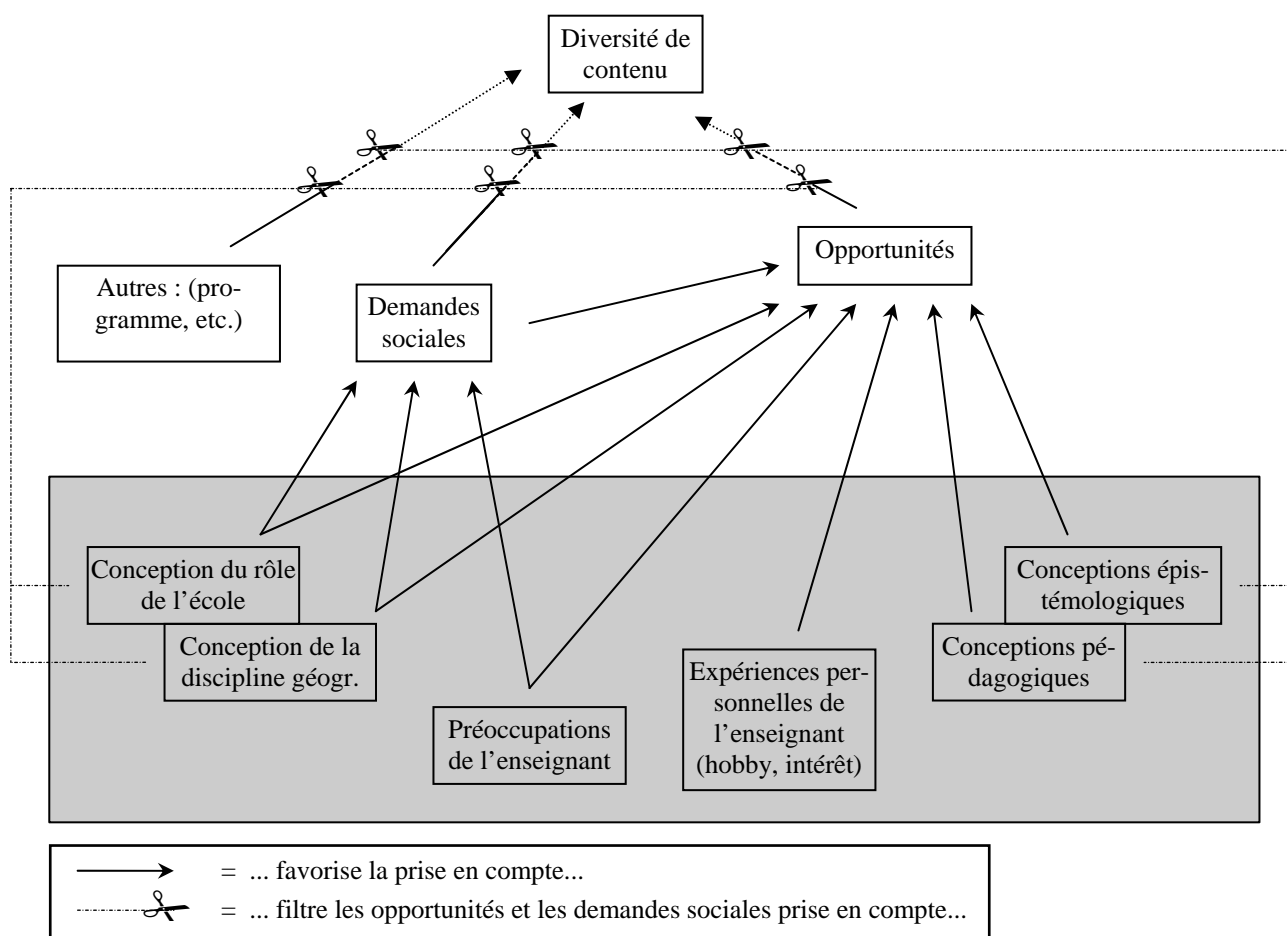 Diversité de
contenu
Opportunités
Autres : (pro-
gramme, etc.)
Demandes
sociales
Conception du rôle
de l’école
Conception de la
discipline géogr.
Préoccupations
de l’enseignant
Expériences per-
sonnelles de
l’enseignant
(hobby, intérêt)
Conceptions épis-
témologiques
Conceptions pé-
dagogiques
= ... favorise la prise en compte...
= ... filtre les opportunités et les demandes sociales prise en compte...